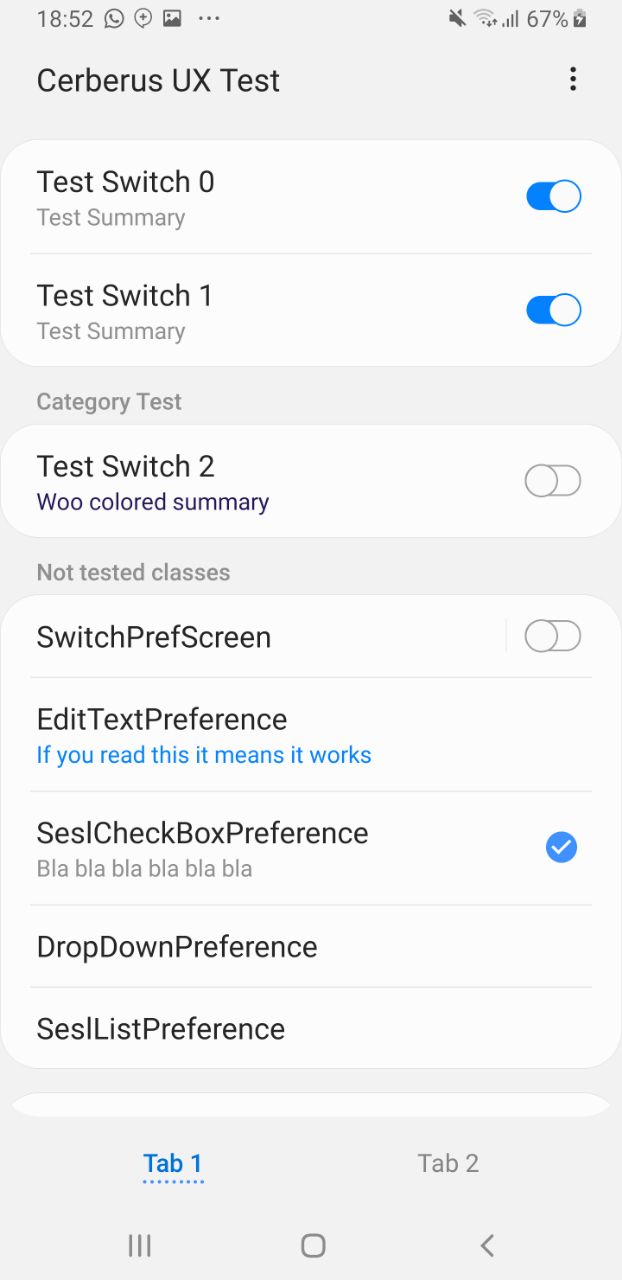 18:52 67%
Cerberus UX Test
Test Switch 0
Test Summary
Test Switch 1
Test Summary
Category Test
Test Switch 2
Woo colored summary
Not tested classes
SwitchPrefScreen
EditTextPreference
If you read this it means it works
SeslCheckBoxPreference
Bla bla bla bla bla bla
DropDownPreference
SeslListPreference
Tab 1 Tab 2